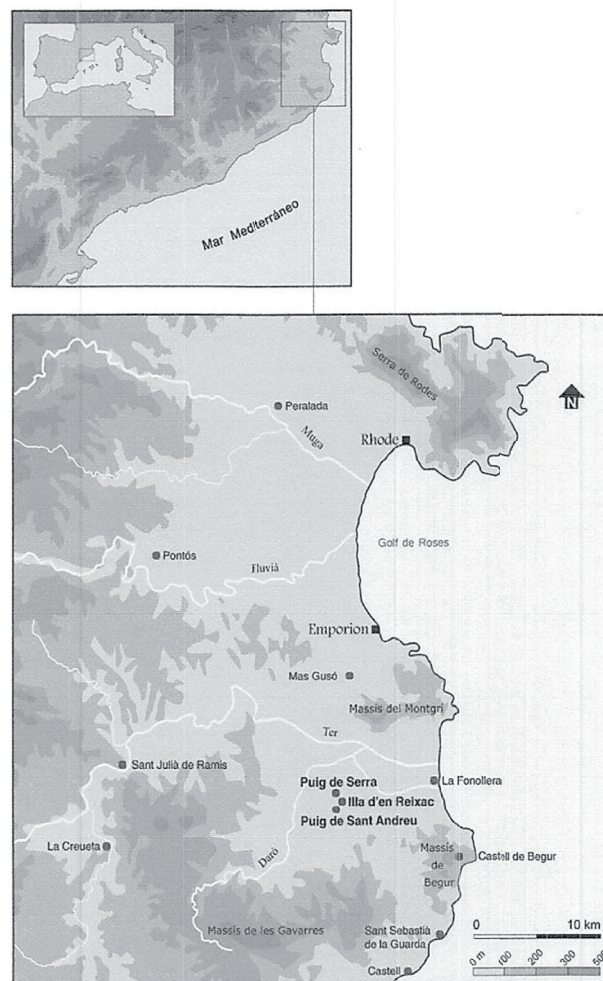 Mar Mediterráneo
Serra de Rodes
N
Peralada
Muga
Rhode
Golf de Roses
Pontós
Fluvià
Emporion
Mas Gusó
Massís del Montgrí
Ter
Sant Julià de Ramis
La Fonollera
Puig de Serra
Illa d'en Reixac
Puig de Sant Andreu
La Creueta
Daró
Massís
de
Begur
Castell de Begur
Massís de les Gavarres
Sant Sebastià
de la Guarda
Castell
0 10 km
0 m 100 200 300 500